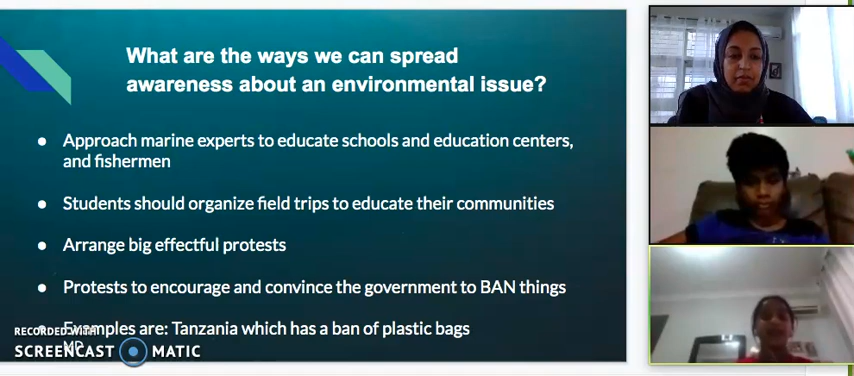 What are the ways we can spread
awareness about an environmental issue?
● Approach marine experts to educate schools and education centers,
and fishermen
● Students should organize field trips to educate their communities
● Arrange big effectful protests
● Protests to encourage and convince the government to BAN things
● Examples are: Tanzania which has a ban of plastic bags
RECORDED WITH
SCREENCAST MATIC